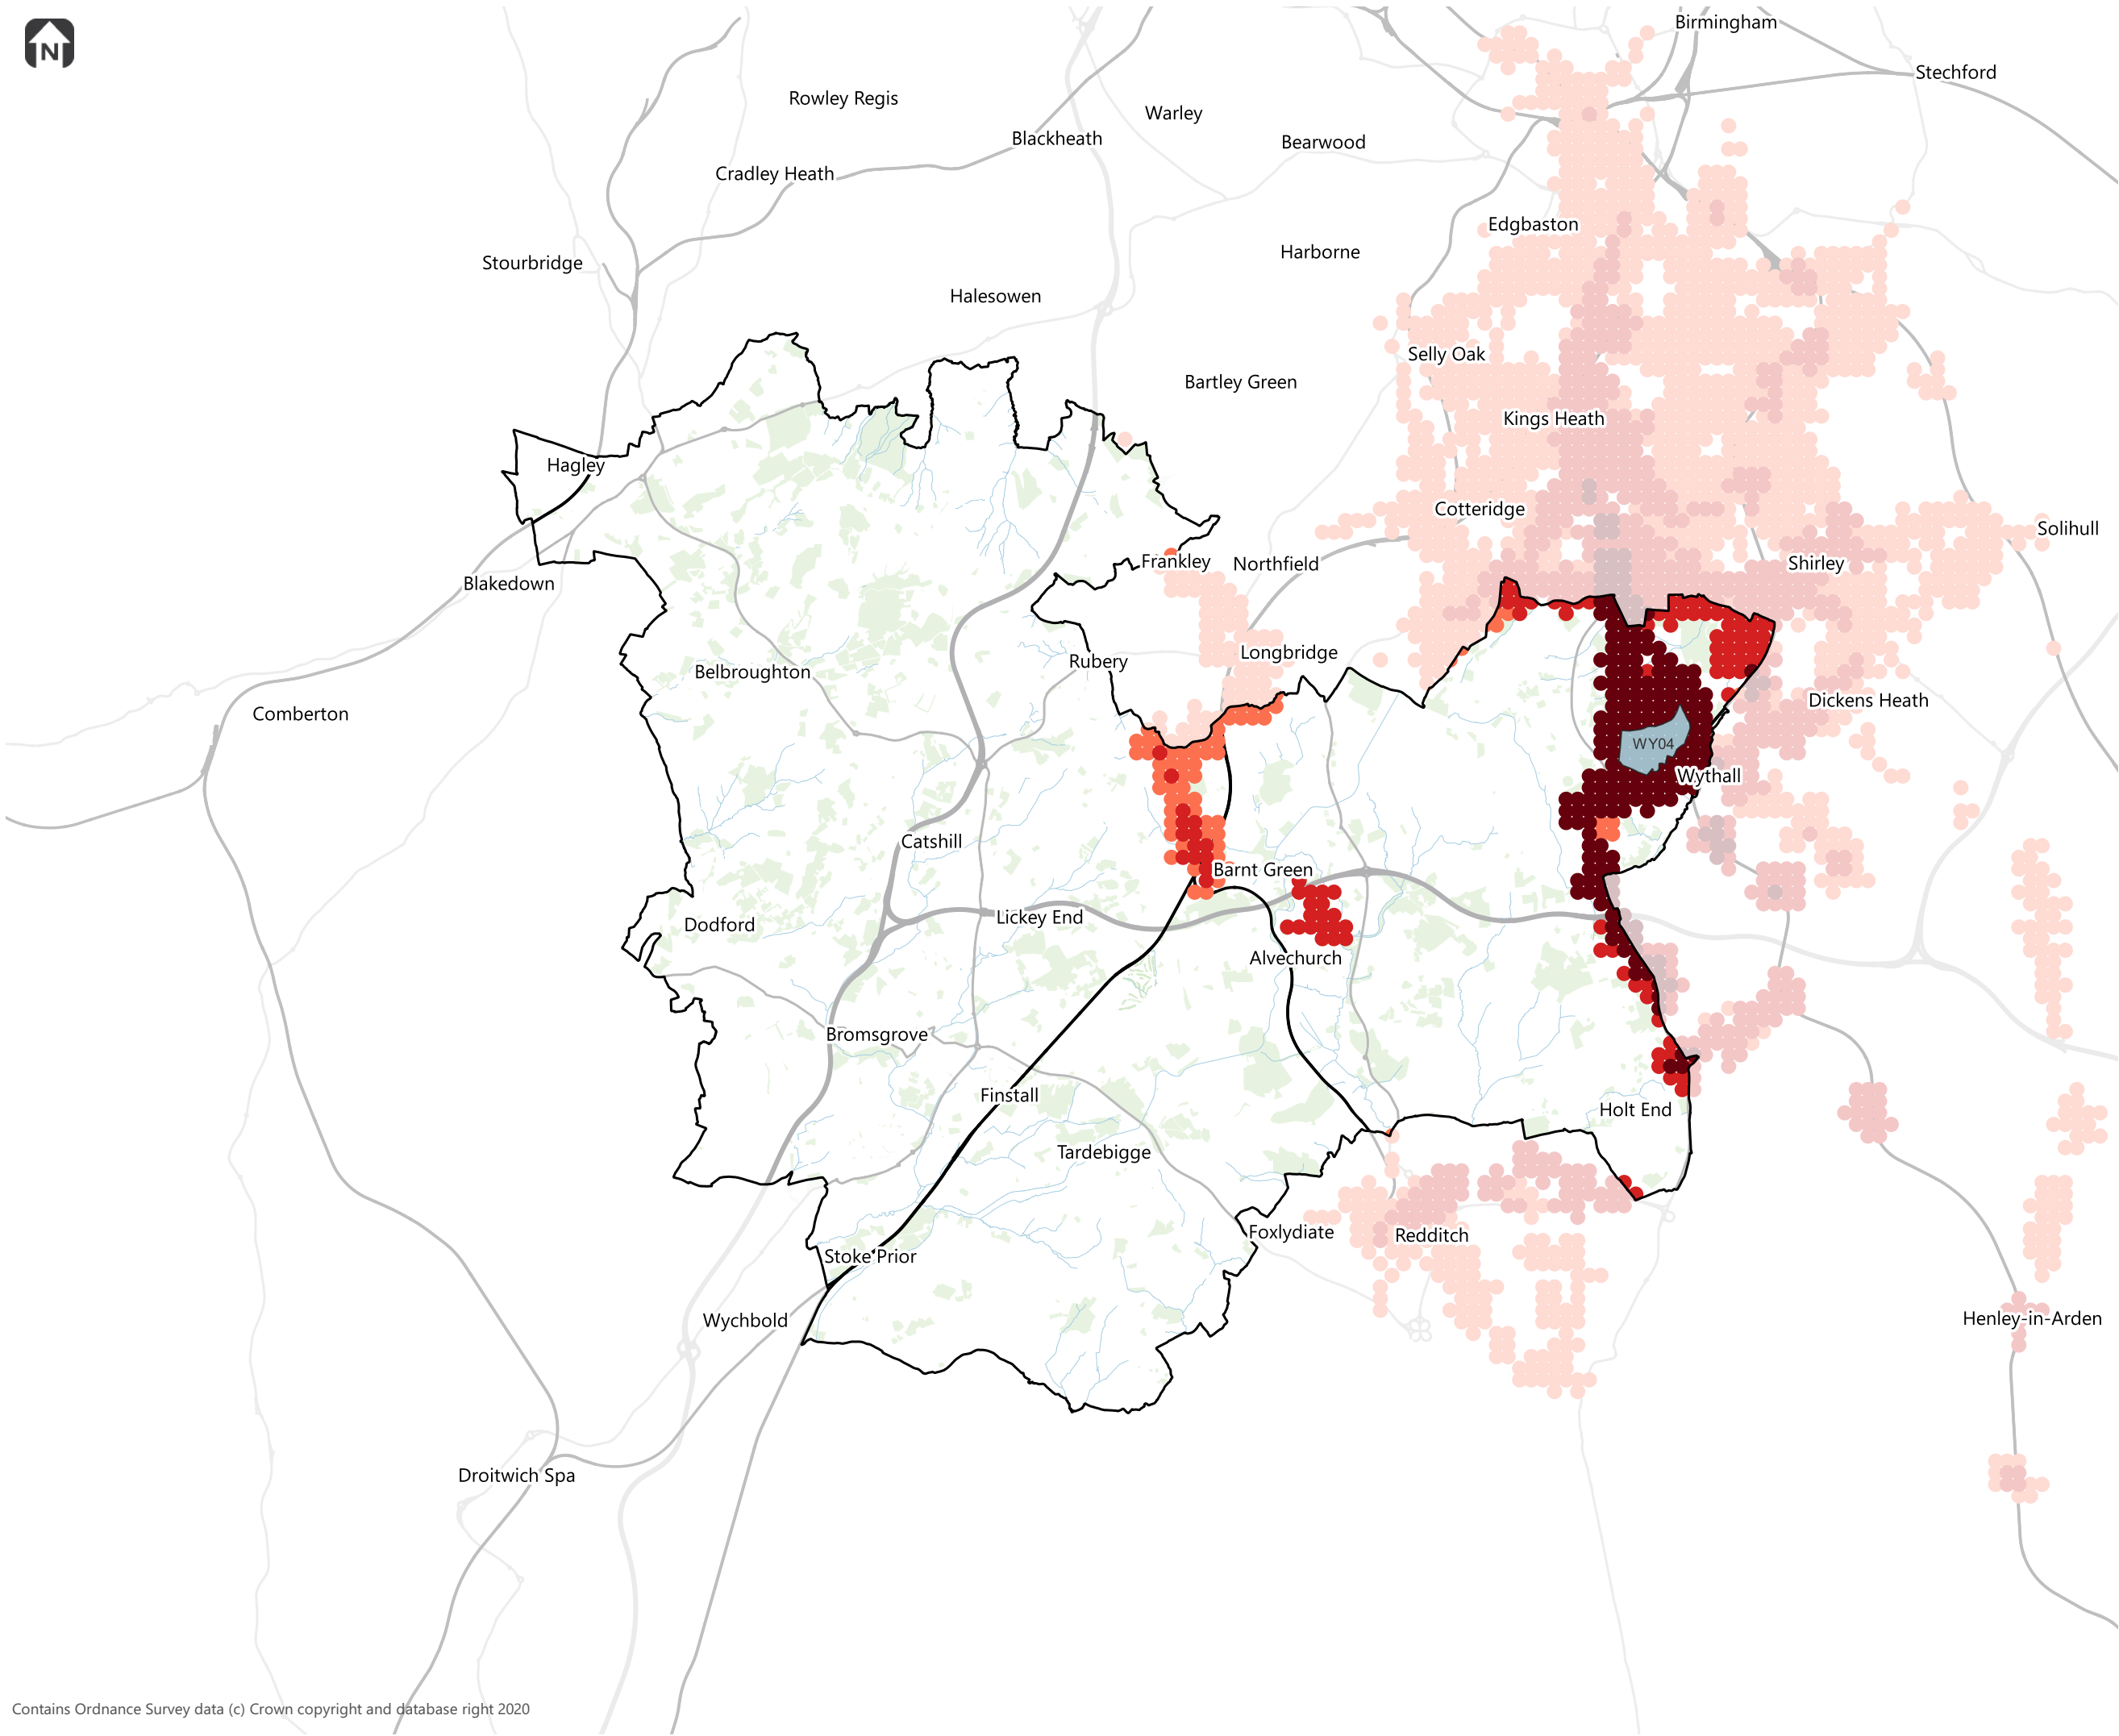 N
Birmingham
Stechford
Rowley Regis
Warley
Blackheath
Bearwood
Cradley Heath
Edgbaston
Harborne
Stourbridge
Halesowen
Selly Oak
Bartley Green
Kings Heath
Hagley
Cotteridge
Solihull
Frankley
Northfield
Shirley
Blakedown
Longbridge
Rubery
Belbroughton
Dickens Heath
Comberton
WY04
Wythall
Catshill
Barnt Green
Lickey End
Dodford
Alvechurch
Bromsgrove
Finstall
Holt End
Tardebigge
Foxlydiate
Redditch
Stoke Prior
Wychbold
Henley-in-Arden
Droitwich Spa
Contains Ordnance Survey data (c) Crown copyright and database right 2020